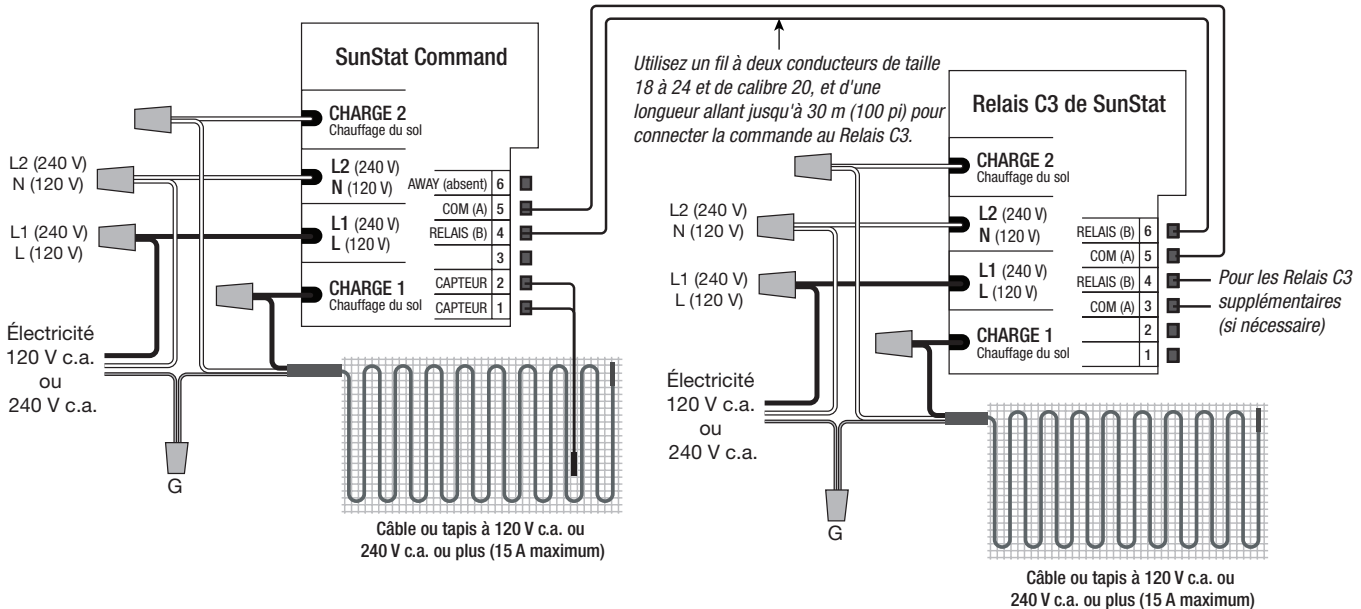 SunStat Command
CHARGE 2
Chauffage du sol
L2 (240 V)
N (120 V)
L2 (240 V)
N (120 V)
L1 (240 V)
L (120 V)
L1 (240 V)
L (120 V)
CHARGE 1
Chauffage du sol
AWAY (absent) 6
COM (A) 5
RELAIS (B) 4
3
CAPTEUR 2
CAPTEUR 1
Électricité
120 V c.a.
ou
240 V c.a.
G
Câble ou tapis à 120 V c.a. ou
240 V c.a. ou plus (15 A maximum)
Utilisez un fil à deux conducteurs de taille
18 à 24 et de calibre 20, et d'une
longueur allant jusqu'à 30 m (100 pi) pour
connecter la commande au Relais C3.
Relais C3 de SunStat
CHARGE 2
Chauffage du sol
L2 (240 V)
N (120 V)
L2 (240 V)
N (120 V)
L1 (240 V)
L (120 V)
L1 (240 V)
L (120 V)
CHARGE 1
Chauffage du sol
RELAIS (B) 6
COM (A) 5
RELAIS (B) 4
COM (A) 3
2
1
Pour les Relais C3
supplémentaires
(si nécessaire)
Électricité
120 V c.a.
ou
240 V c.a.
G
Câble ou tapis à 120 V c.a. ou
240 V c.a. ou plus (15 A maximum)